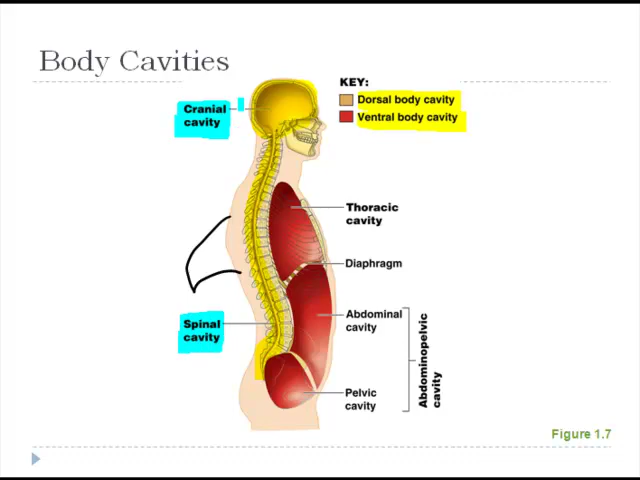 Body Cavities
KEY:
Dorsal body cavity
Ventral body cavity
Cranial
cavity
Thoracic
cavity
Diaphragm
Spinal
cavity
Abdominal
cavity
Abdominopelvic
cavity
Pelvic
cavity
Figure 1.7